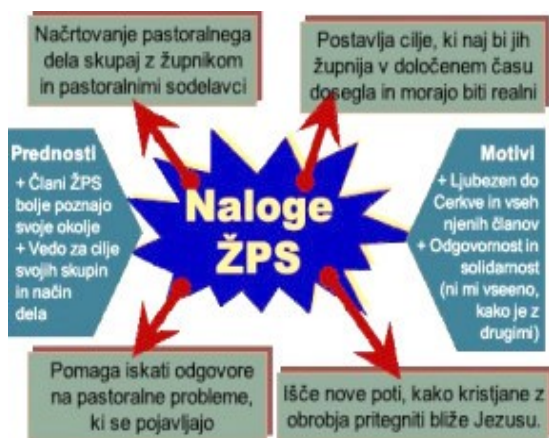 Načrtovanje pastoralnega
dela skupaj z župnikom
in pastoralnimi sodelavci
Postavlja cilje, ki naj bi jih
župnija v določenem času
dosegla in morajo biti realni
Prednosti
+ Člani ŽPS
bolje poznajo
svoje okolje
+ Vedo za cilje
svojih skupin
in način
dela
Naloge
ŽPS
Motivi
+ Ljubezen do
Cerkve in vseh
njenih članov
+ Odgovornost in
solidarnost
(ni mi vseeno,
kako je z
drugimi)
Pomaga iskati odgovore
na pastoralne probleme,
ki se pojavljajo
Išče nove poti, kako kristjane z
obrobja pritegniti bliže Jezusu.